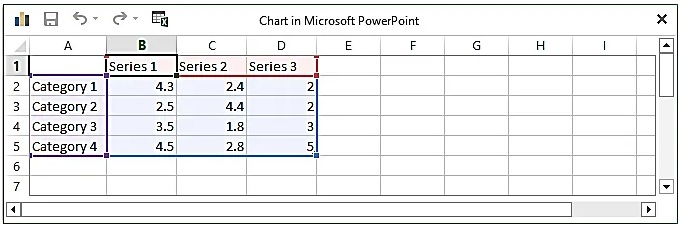 Chart in Microsoft PowerPoint
A B C D E F G H I
1 Series 1 Series 2 Series 3
2 Category 1 4.3 2.4 2
3 Category 2 2.5 4.4 2
4 Category 3 3.5 1.8 3
5 Category 4 4.5 2.8 5
6
7